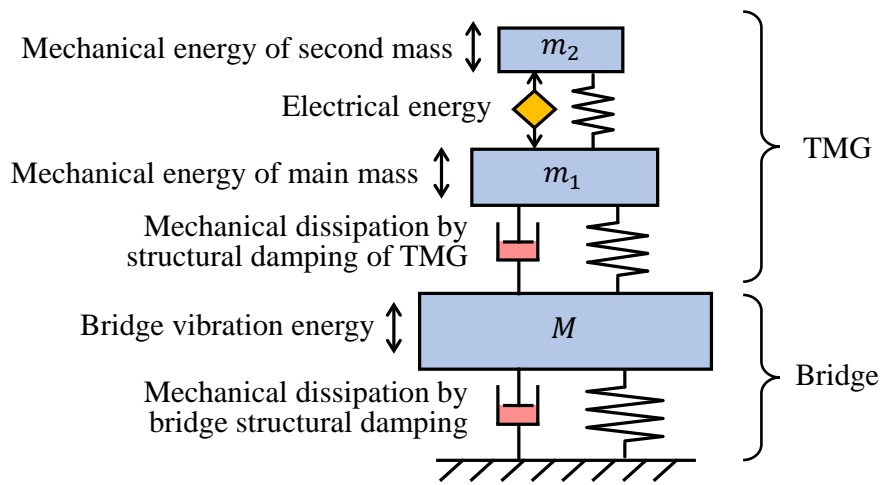 Mechanical energy of second mass
m₂
Electrical energy
TMG
Mechanical energy of main mass
m₁
Mechanical dissipation by
structural damping of TMG
Bridge vibration energy
M
Bridge
Mechanical dissipation by
bridge structural damping